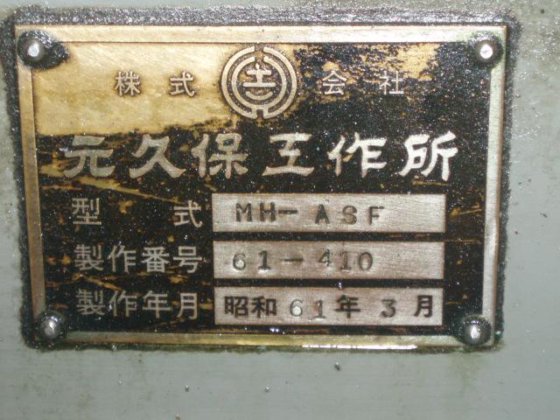 株式会社
元久保工作所
型式 MH-ASF
製作番号 61-410
製作年月 昭和61年3月